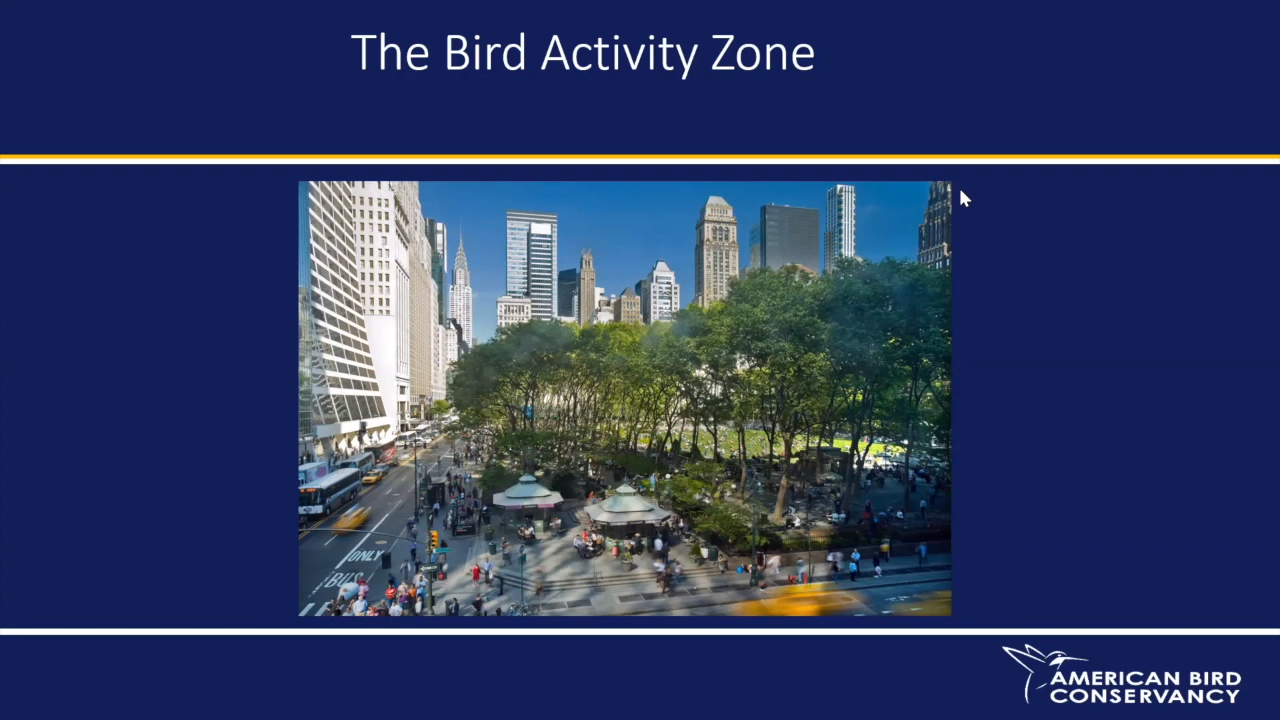 The Bird Activity Zone
ONLY
BUS
AMERICAN BIRD
CONSERVANCY